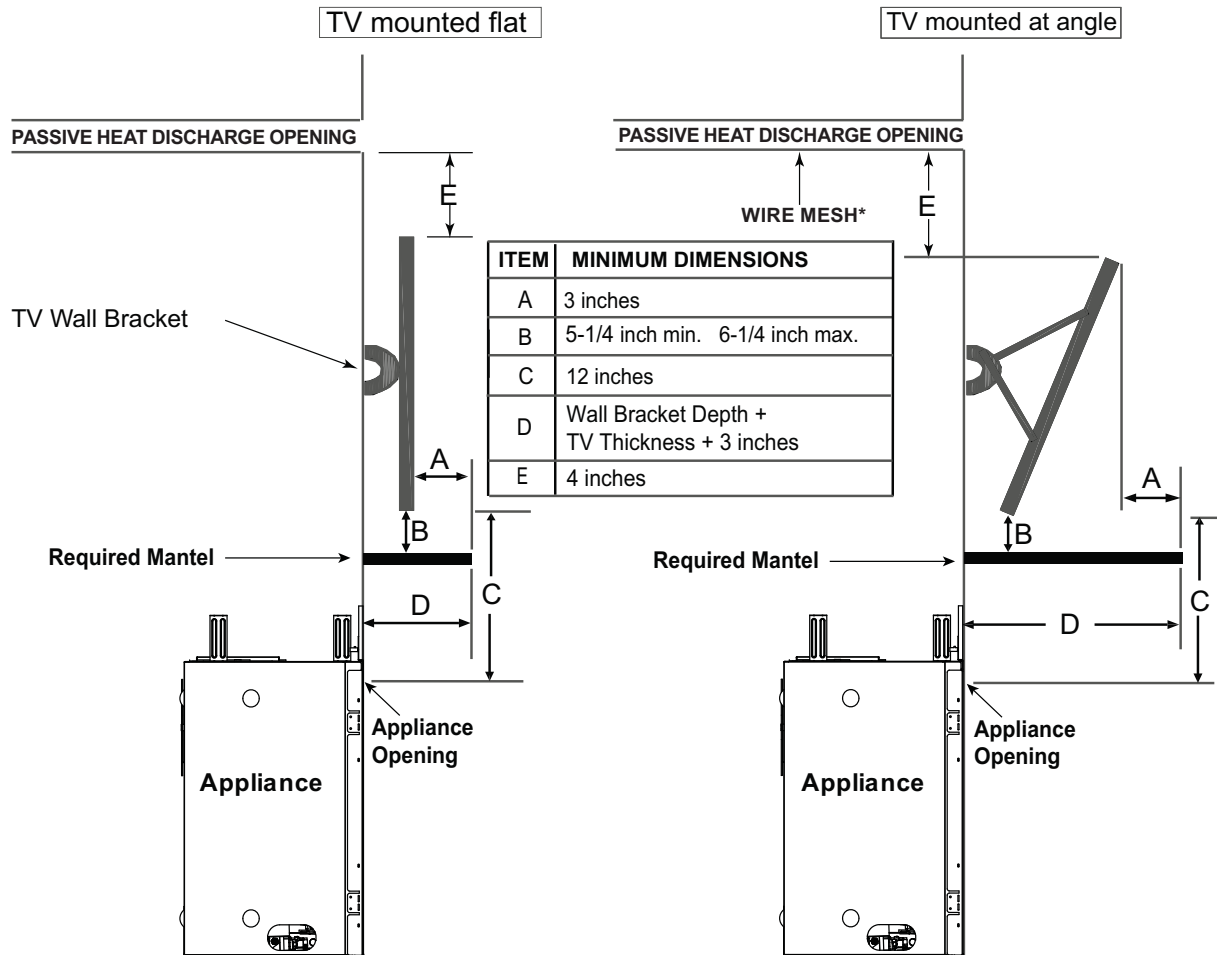 TV mounted flat
TV mounted at angle
PASSIVE HEAT DISCHARGE OPENING
PASSIVE HEAT DISCHARGE OPENING
E
E
WIRE MESH*
ITEM MINIMUM DIMENSIONS
A 3 inches
B 5-1/4 inch min. 6-1/4 inch max.
C 12 inches
D Wall Bracket Depth +
TV Thickness + 3 inches
E 4 inches
TV Wall Bracket
A
A
B
B
Required Mantel
Required Mantel
C
C
D
D
Appliance
Opening
Appliance
Opening
Appliance
Appliance